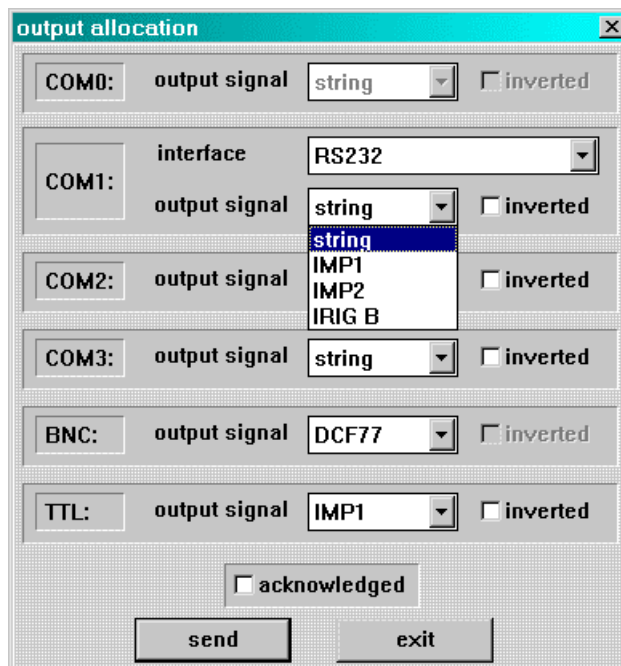 output allocation
COM0: output signal string inverted
interface RS232
COM1:
output signal string inverted
string
IMP1
COM2: output signal IMP2 inverted
IRIG B
COM3: output signal string inverted
BNC: output signal DCF77 inverted
TTL: output signal IMP1 inverted
acknowledged
send exit